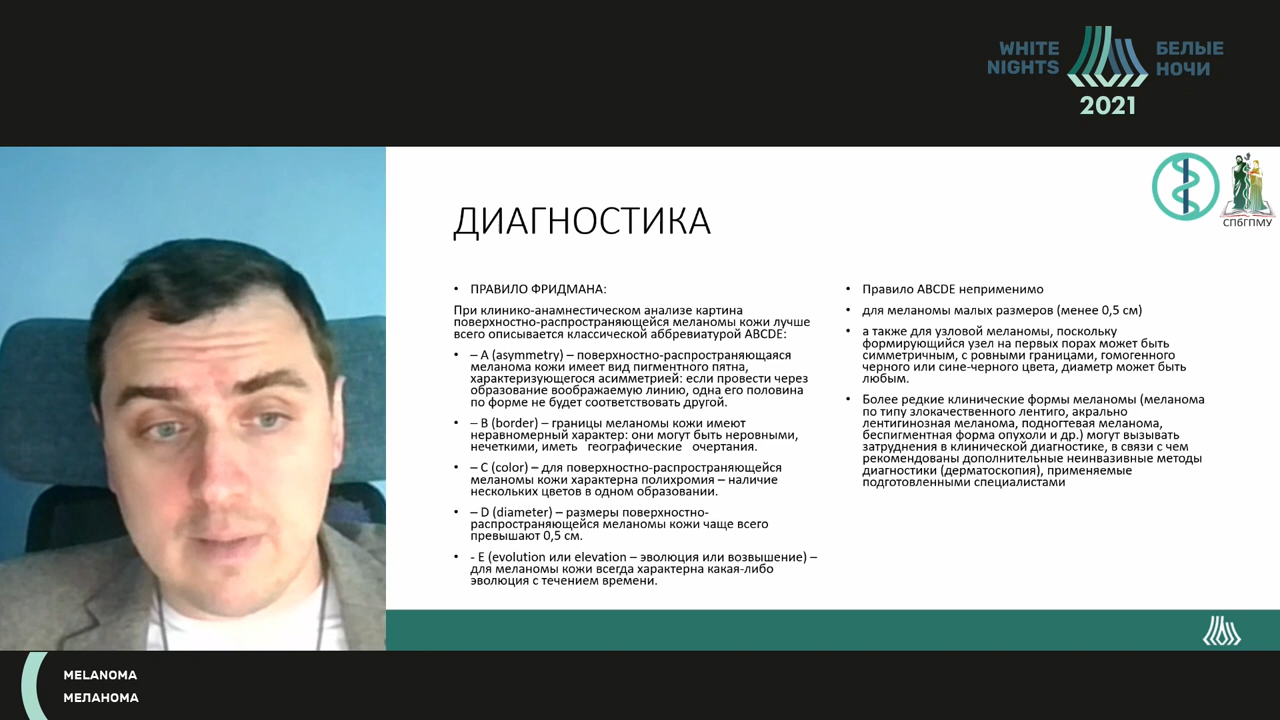 WHITE
NIGHTS
БЕЛЫЕ
НОЧИ
2021
СПбГПМУ
ДИАГНОСТИКА
• ПРАВИЛО ФРИДМАНА:
При клинико-анамнестическом анализе картина
поверхностно-распространяющейся меланомы кожи лучше
всего описывается классической аббревиатурой ABCDE:
• – A (asymmetry) – поверхностно-распространяющаяся
меланома кожи имеет вид пигментного пятна,
характеризующегося асимметрией: если провести через
образование воображаемую линию, одна его половина
по форме не будет соответствовать другой.
• – B (border) – границы меланомы кожи имеют
неравномерный характер: они могут быть неровными,
нечеткими, иметь географические очертания.
• – C (color) – для поверхностно-распространяющейся
меланомы кожи характерна полихромия – наличие
нескольких цветов в одном образовании.
• – D (diameter) – размеры поверхностно-
распространяющейся меланомы кожи чаще всего
превышают 0,5 см.
• - E (evolution или elevation – эволюция или возвышение) –
для меланомы кожи всегда характерна какая-либо
эволюция с течением времени.
• Правило ABCDE неприменимо
• для меланомы малых размеров (менее 0,5 см)
• а также для узловой меланомы, поскольку
формирующийся узел на первых порах может быть
симметричным, с ровными границами, гомогенного
черного или сине-черного цвета, диаметр может быть
любым.
• Более редкие клинические формы меланомы (меланома
по типу злокачественного лентиго, акрально
лентигинозная меланома, подногтевая меланома,
беспигментная форма опухоли и др.) могут вызывать
затруднения в клинической диагностике, в связи с чем
рекомендованы дополнительные неинвазивные методы
диагностики (дерматоскопия), применяемые
подготовленными специалистами
MELANOMA
МЕЛАНОМА